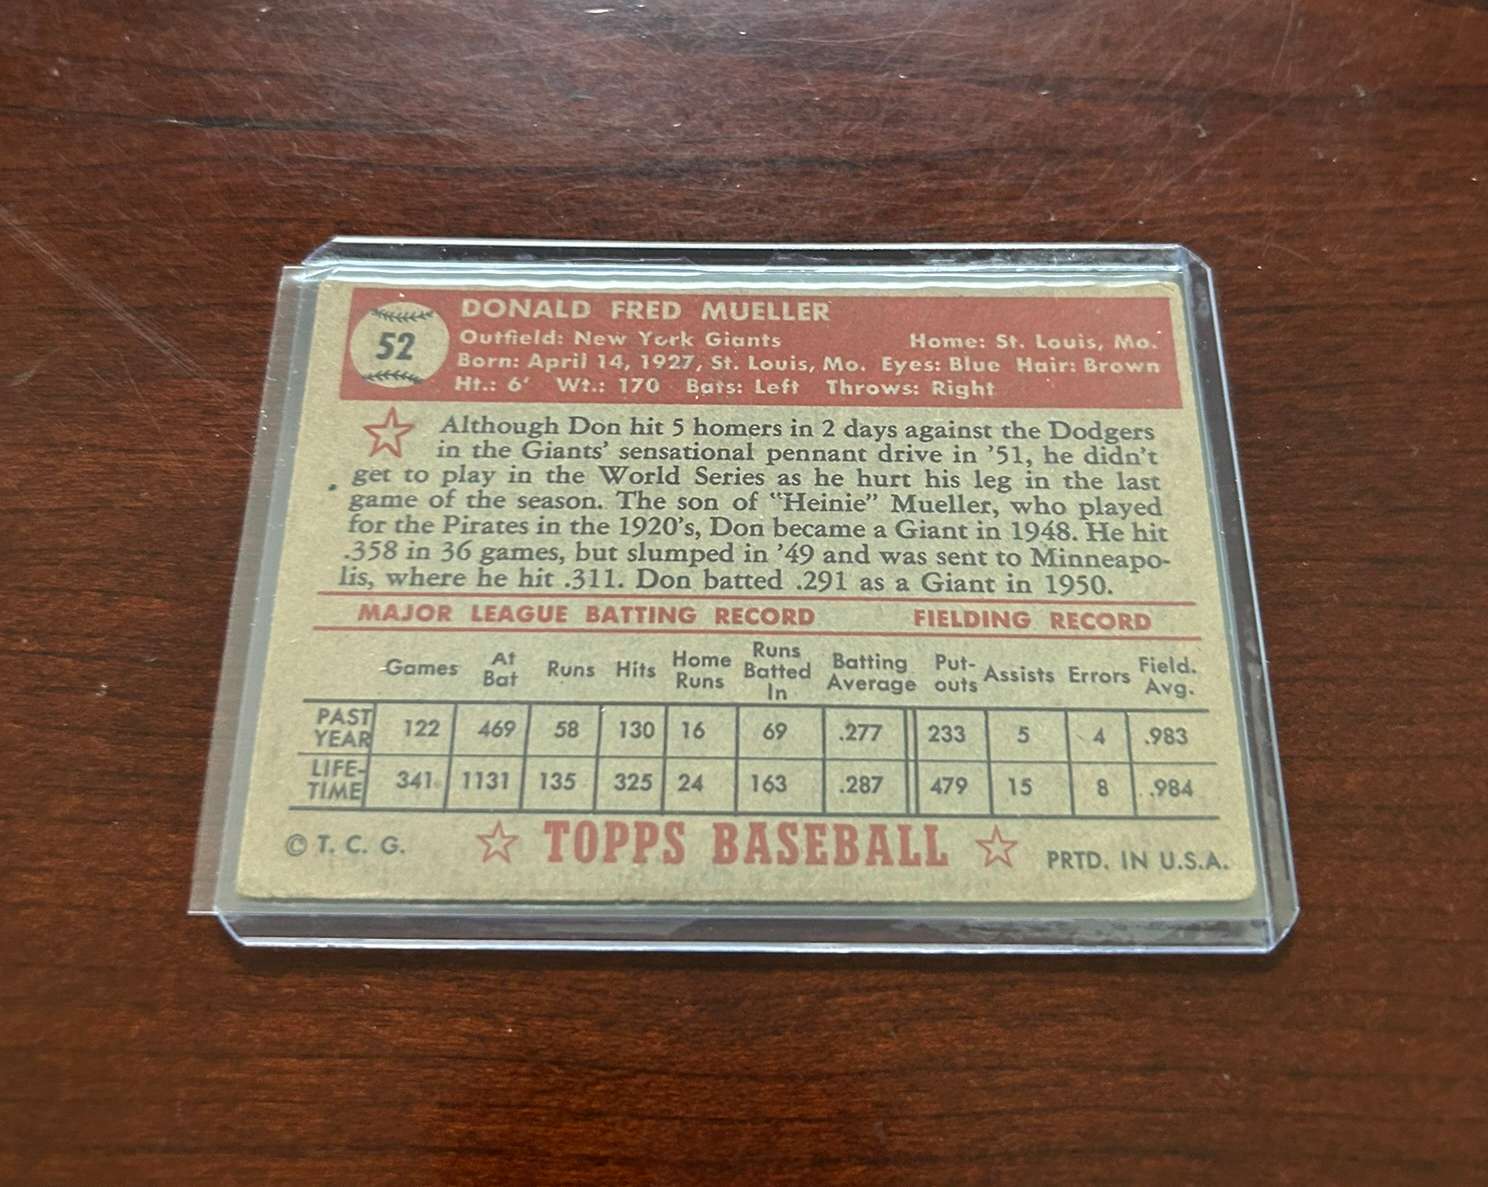 52
DONALD FRED MUELLER
Outfield: New York Giants Home: St. Louis, Mo.
Born: April 14, 1927, St. Louis, Mo. Eyes: Blue Hair: Brown
Ht.: 6' Wt.: 170 Bats: Left Throws: Right
Although Don hit 5 homers in 2 days against the Dodgers
in the Giants' sensational pennant drive in '51, he didn't
get to play in the World Series as he hurt his leg in the last
game of the season. The son of "Heinie" Mueller, who played
for the Pirates in the 1920's, Don became a Giant in 1948. He hit
.358 in 36 games, but slumped in '49 and was sent to Minneapo-
lis, where he hit .311. Don batted .291 as a Giant in 1950.
MAJOR LEAGUE BATTING RECORD FIELDING RECORD
Games At Bat Runs Hits Home Runs Runs Batted In Batting Average Put-outs Assists Errors Field. Avg.
PAST YEAR 122 469 58 130 16 69 .277 233 5 4 .983
LIFE-TIME 341 1131 135 325 24 163 .287 479 15 8 .984
© T. C. G. TOPPS BASEBALL PRTD. IN U.S.A.